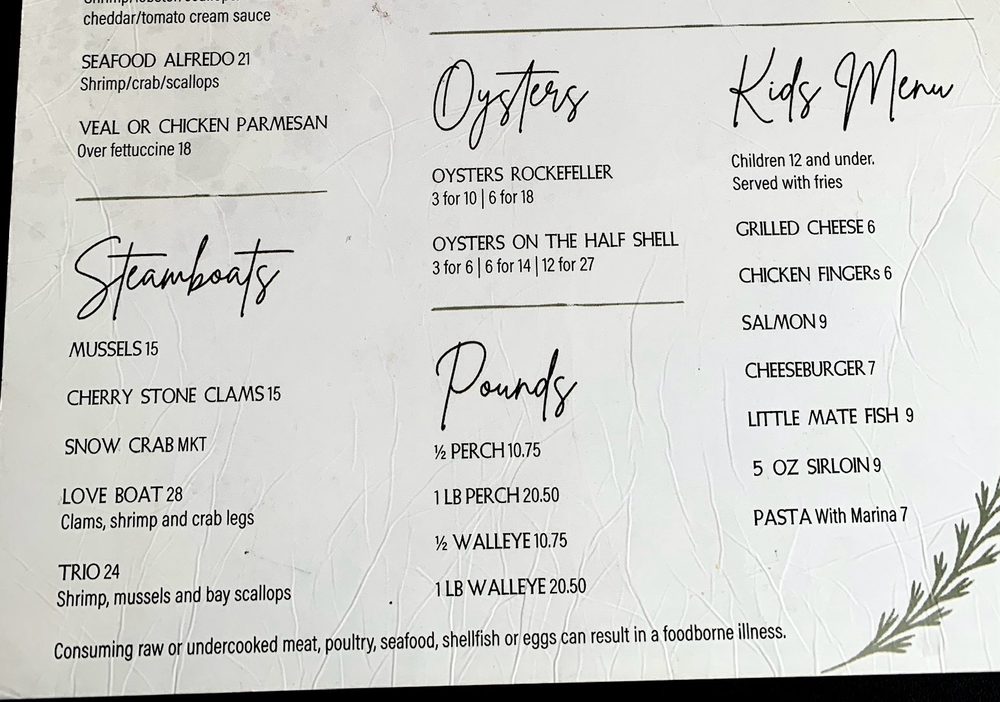 cheddar/tomato cream sauce
SEAFOOD ALFREDO 21
Shrimp/crab/scallops
VEAL OR CHICKEN PARMESAN
Over fettuccine 18
Steamboats
MUSSELS 15
CHERRY STONE CLAMS 15
SNOW CRAB MKT
LOVE BOAT 28
Clams, shrimp and crab legs
TRIO 24
Shrimp, mussels and bay scallops
Oysters
OYSTERS ROCKEFELLER
3 for 10 | 6 for 18
OYSTERS ON THE HALF SHELL
3 for 6 | 6 for 14 | 12 for 27
Pounds
½ PERCH 10.75
1 LB PERCH 20.50
½ WALLEYE 10.75
1 LB WALLEYE 20.50
Kids Menu
Children 12 and under.
Served with fries
GRILLED CHEESE 6
CHICKEN FINGERs 6
SALMON 9
CHEESEBURGER 7
LITTLE MATE FISH 9
5 OZ SIRLOIN 9
PASTA With Marina 7
Consuming raw or undercooked meat, poultry, seafood, shellfish or eggs can result in a foodborne illness.